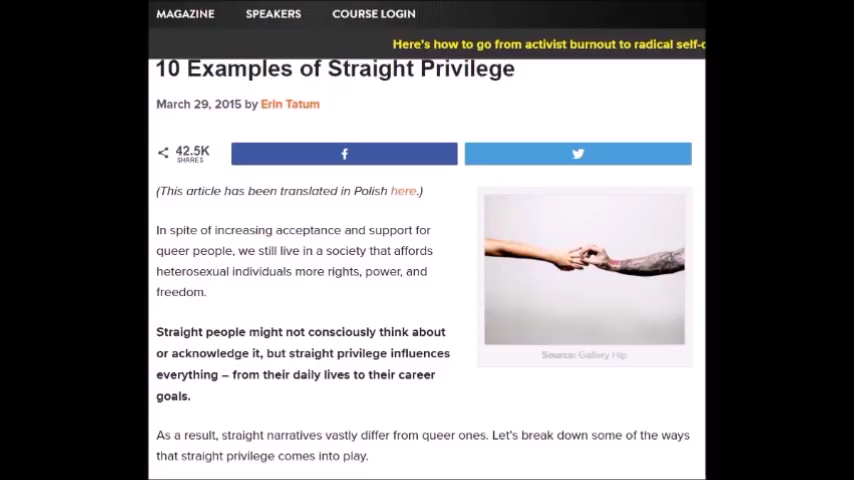 MAGAZINE SPEAKERS COURSE LOGIN
Here's how to go from activist burnout to radical self-
10 Examples of Straight Privilege
March 29, 2015 by Erin Tatum
42.5K
SHARES
(This article has been translated in Polish here.)
In spite of increasing acceptance and support for
queer people, we still live in a society that affords
heterosexual individuals more rights, power, and
freedom.
Source: Gallery Hip
Straight people might not consciously think about
or acknowledge it, but straight privilege influences
everything – from their daily lives to their career
goals.
As a result, straight narratives vastly differ from queer ones. Let's break down some of the ways
that straight privilege comes into play.